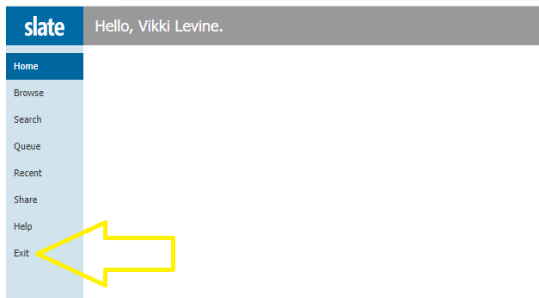 slate
Hello, Vikki Levine.
Home
Browse
Search
Queue
Recent
Share
Help
Exit